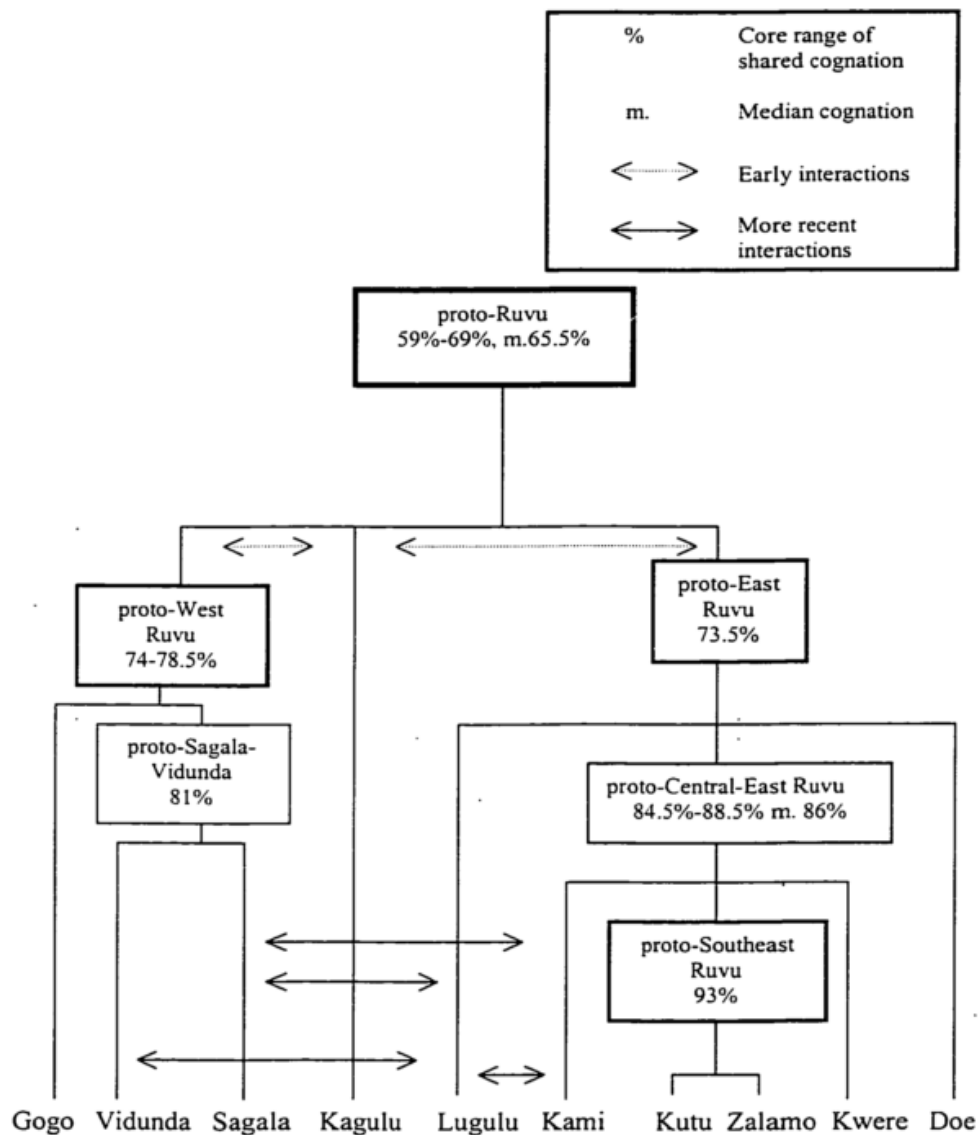 % Core range of
shared cognation
m. Median cognation
Early interactions
More recent
interactions
proto-Ruvu
59%-69%, m.65.5%
proto-West
Ruvu
74-78.5%
proto-East
Ruvu
73.5%
proto-Sagala-
Vidunda
81%
proto-Central-East Ruvu
84.5%-88.5% m. 86%
proto-Southeast
Ruvu
93%
Gogo Vidunda Sagala Kagulu Lugulu Kami Kutu Zalamo Kwere Doe